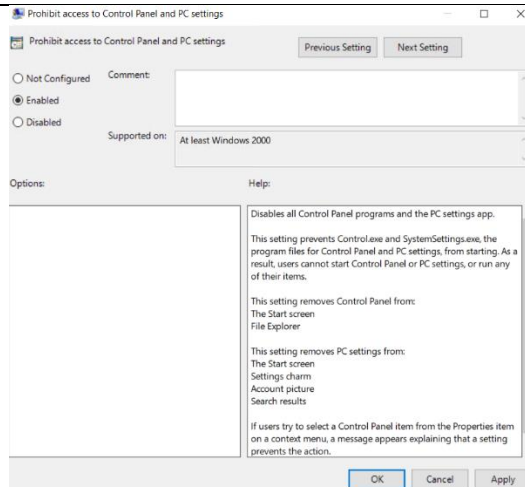 Prohibit access to Control Panel and PC settings
Prohibit access to Control Panel and PC settings
Previous Setting
Next Setting
Not Configured
Comment:
Enabled
Disabled
Supported on:
At least Windows 2000
Options:
Help:
Disables all Control Panel programs and the PC settings app.
This setting prevents Control.exe and SystemSettings.exe, the
program files for Control Panel and PC settings, from starting. As a
result, users cannot start Control Panel or PC settings, or run any
of their items.
This setting removes Control Panel from:
The Start screen
File Explorer
This setting removes PC settings from:
The Start screen
Settings charm
Account picture
Search results
If users try to select a Control Panel item from the Properties item
on a context menu, a message appears explaining that a setting
prevents the action.
OK
Cancel
Apply